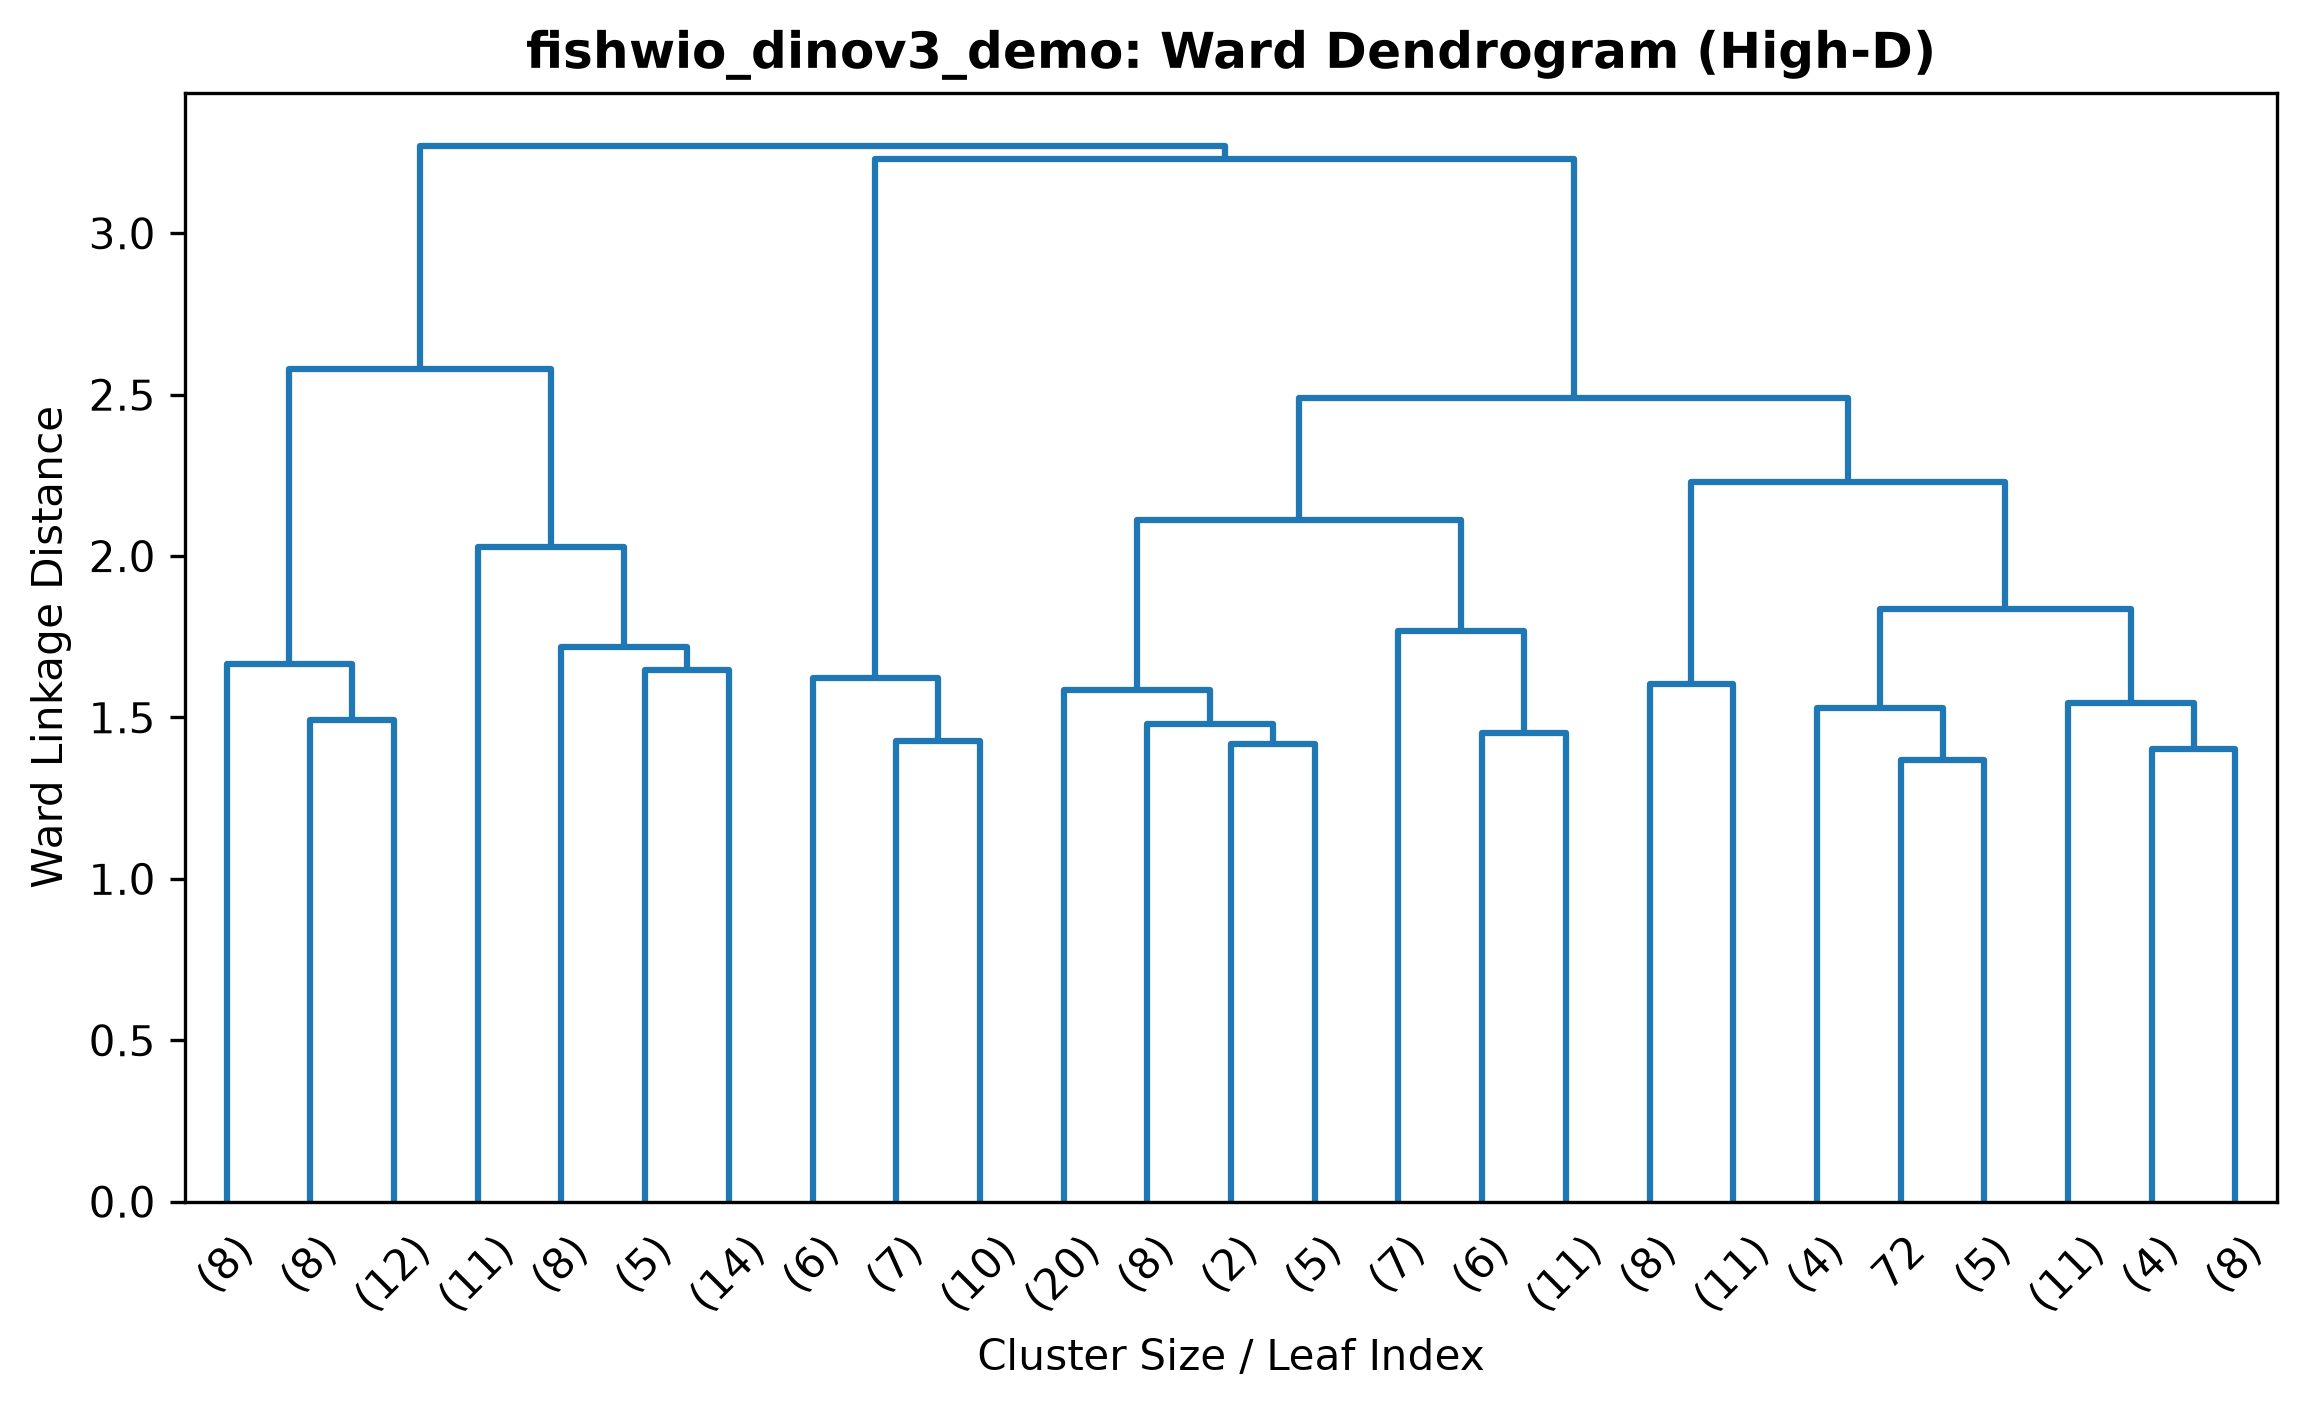 fishwio_dinov3_demo: Ward Dendrogram (High-D)
Ward Linkage Distance
3.0
2.5
2.0
1.5
1.0
0.5
0.0
(8) (8) (12) (11) (8) (5) (14) (6) (7) (10) (20) (8) (2) (5) (7) (6) (11) (8) (11) (4) 72 (5) (11) (4) (8)
Cluster Size / Leaf Index